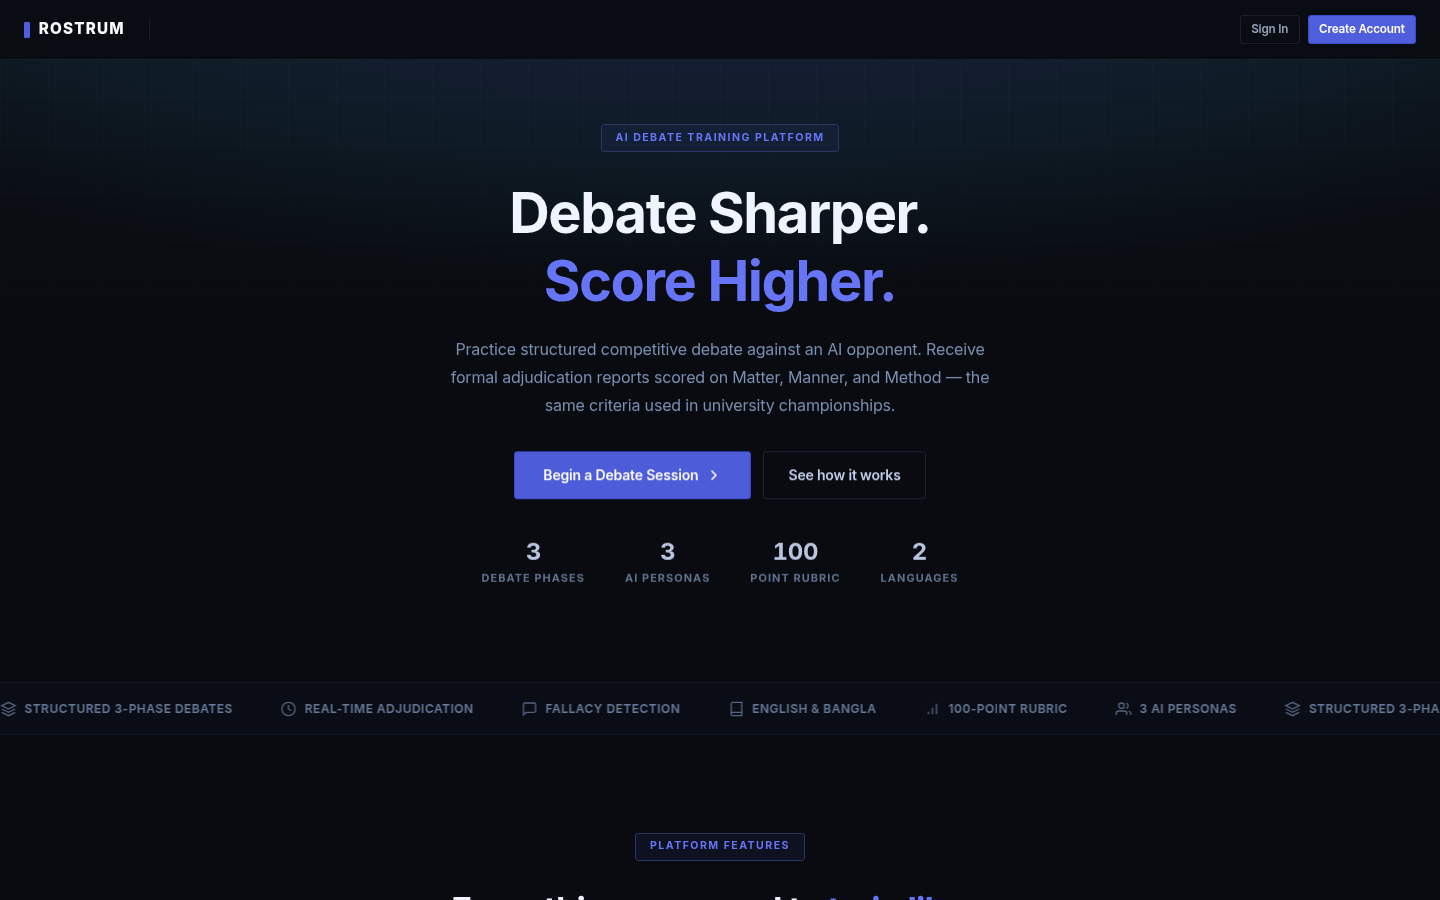 ROSTRUM
Sign In
Create Account
AI DEBATE TRAINING PLATFORM
Debate Sharper.
Score Higher.
Practice structured competitive debate against an AI opponent. Receive
formal adjudication reports scored on Matter, Manner, and Method — the
same criteria used in university championships.
Begin a Debate Session
See how it works
3
DEBATE PHASES
3
AI PERSONAS
100
POINT RUBRIC
2
LANGUAGES
STRUCTURED 3-PHASE DEBATES
REAL-TIME ADJUDICATION
FALLACY DETECTION
ENGLISH & BANGLA
100-POINT RUBRIC
3 AI PERSONAS
STRUCTURED 3-PHA
PLATFORM FEATURES